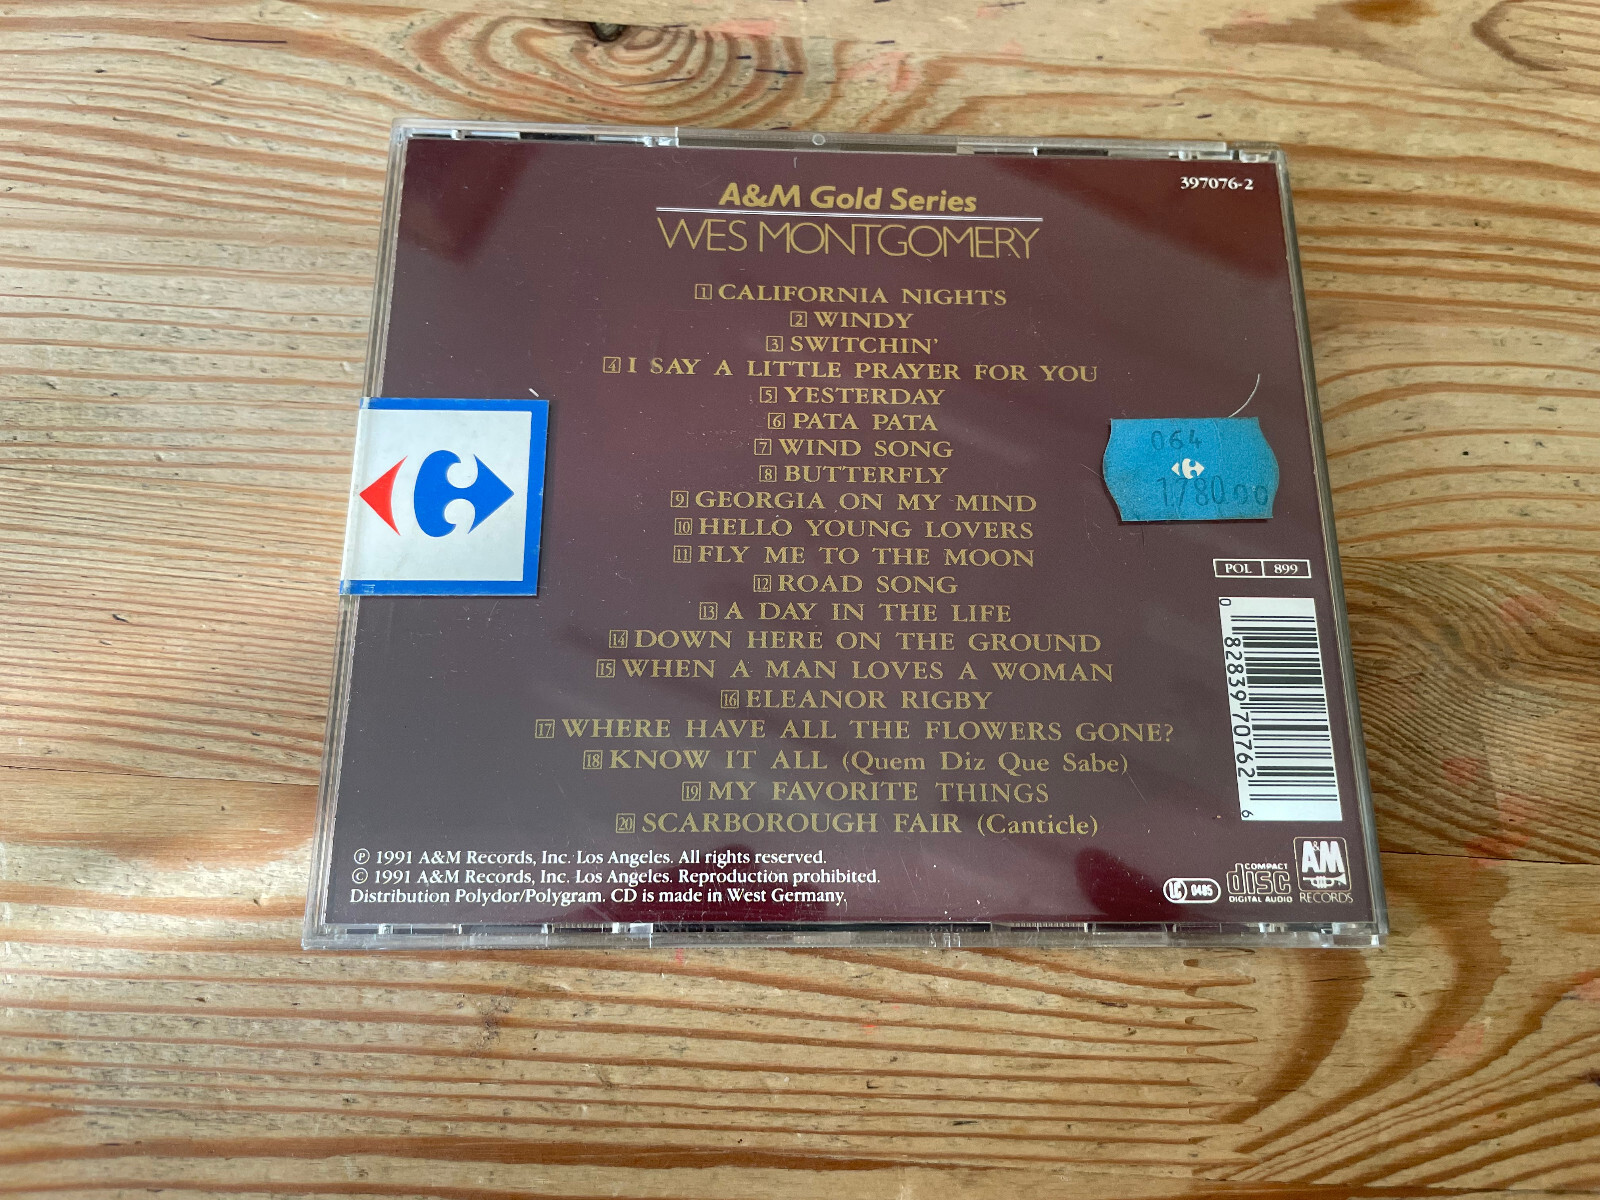 397076-2
A&M Gold Series
WES MONTGOMERY
1 CALIFORNIA NIGHTS
2 WINDY
3 SWITCHIN'
4 I SAY A LITTLE PRAYER FOR YOU
5 YESTERDAY
6 PATA PATA
7 WIND SONG
8 BUTTERFLY
9 GEORGIA ON MY MIND
10 HELLO YOUNG LOVERS
11 FLY ME TO THE MOON
12 ROAD SONG
13 A DAY IN THE LIFE
14 DOWN HERE ON THE GROUND
15 WHEN A MAN LOVES A WOMAN
16 ELEANOR RIGBY
17 WHERE HAVE ALL THE FLOWERS GONE?
18 KNOW IT ALL (Quem Diz Que Sabe)
19 MY FAVORITE THINGS
20 SCARBOROUGH FAIR (Canticle)
064
1780.00
POL 899
0 82839 70762 6
℗ 1991 A&M Records, Inc. Los Angeles. All rights reserved.
© 1991 A&M Records, Inc. Los Angeles. Reproduction prohibited.
Distribution Polydor/Polygram. CD is made in West Germany.
LC 0485
COMPACT
disc
DIGITAL AUDIO
A&M
RECORDS